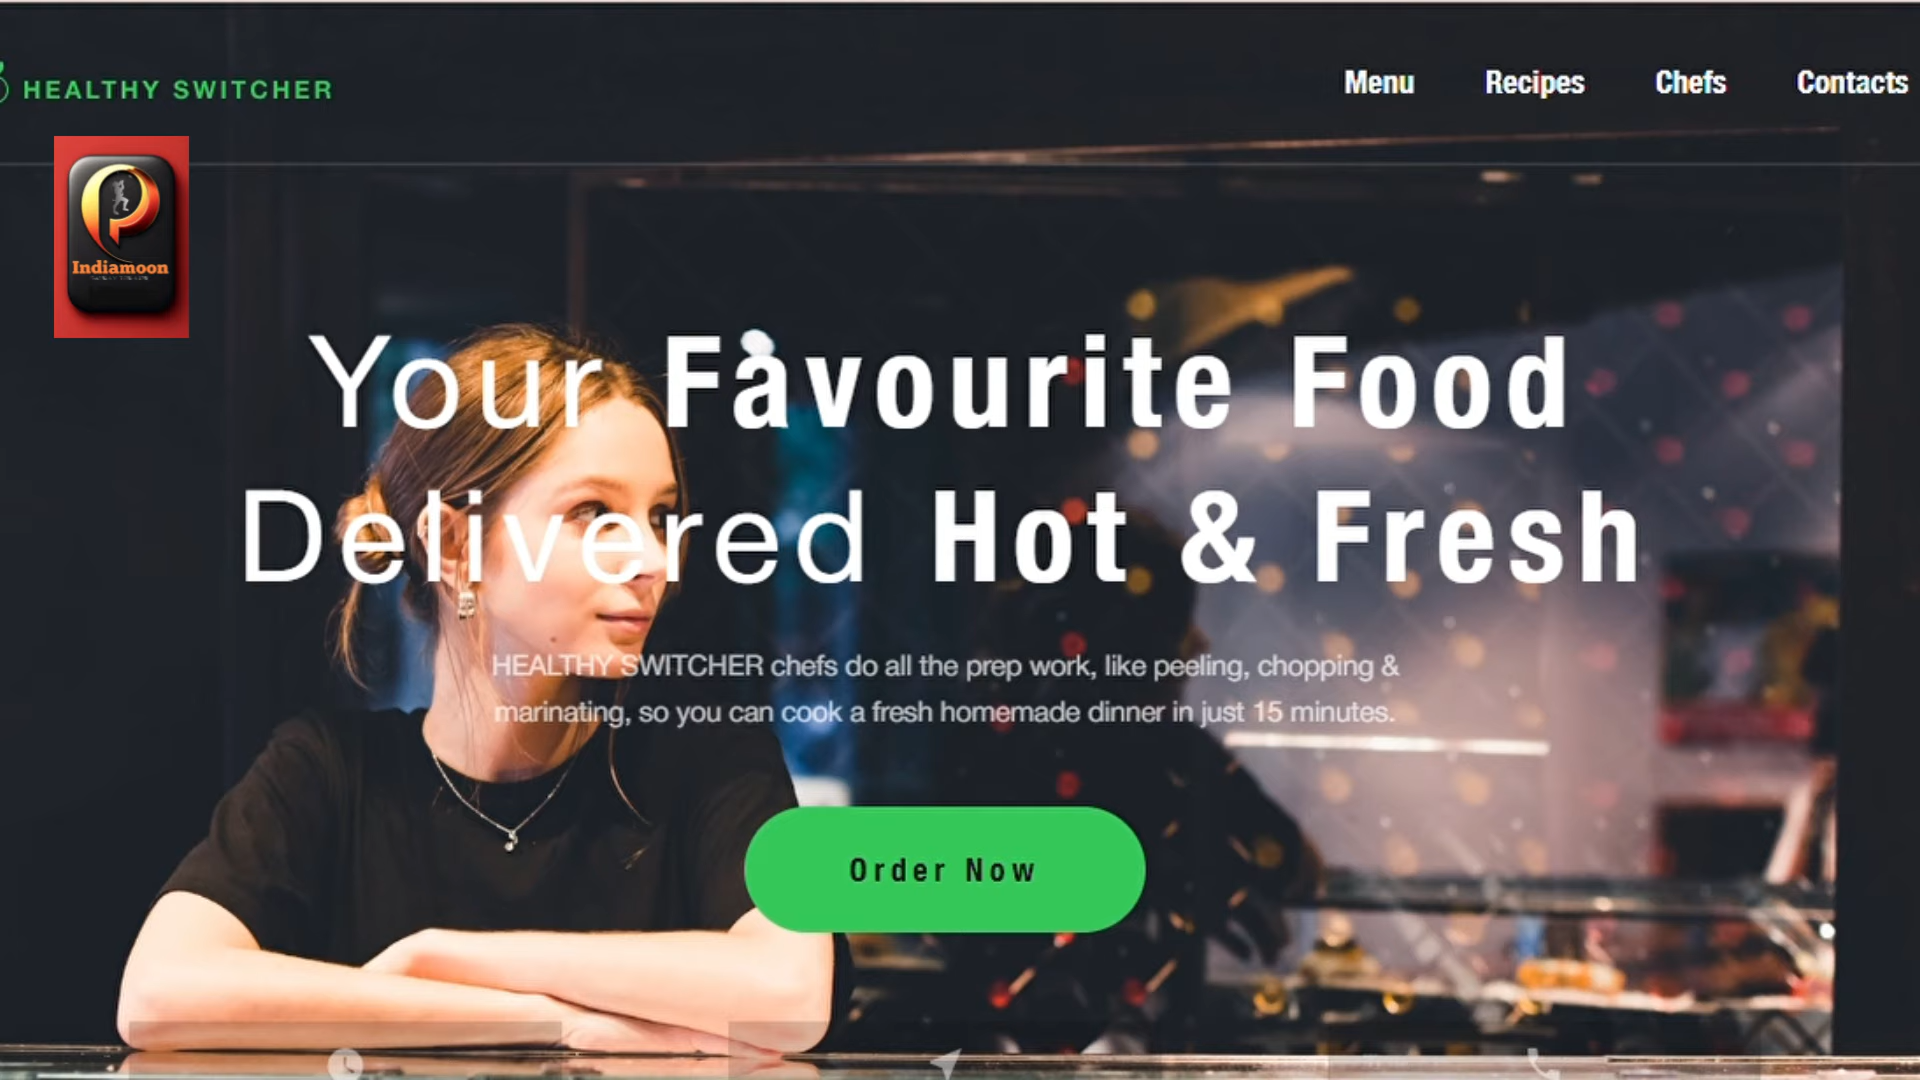 HEALTHY SWITCHER
Menu Recipes Chefs Contacts
Indiamoon
Your Favourite Food
Delivered Hot & Fresh
HEALTHY SWITCHER chefs do all the prep work, like peeling, chopping &
marinating, so you can cook a fresh homemade dinner in just 15 minutes.
Order Now